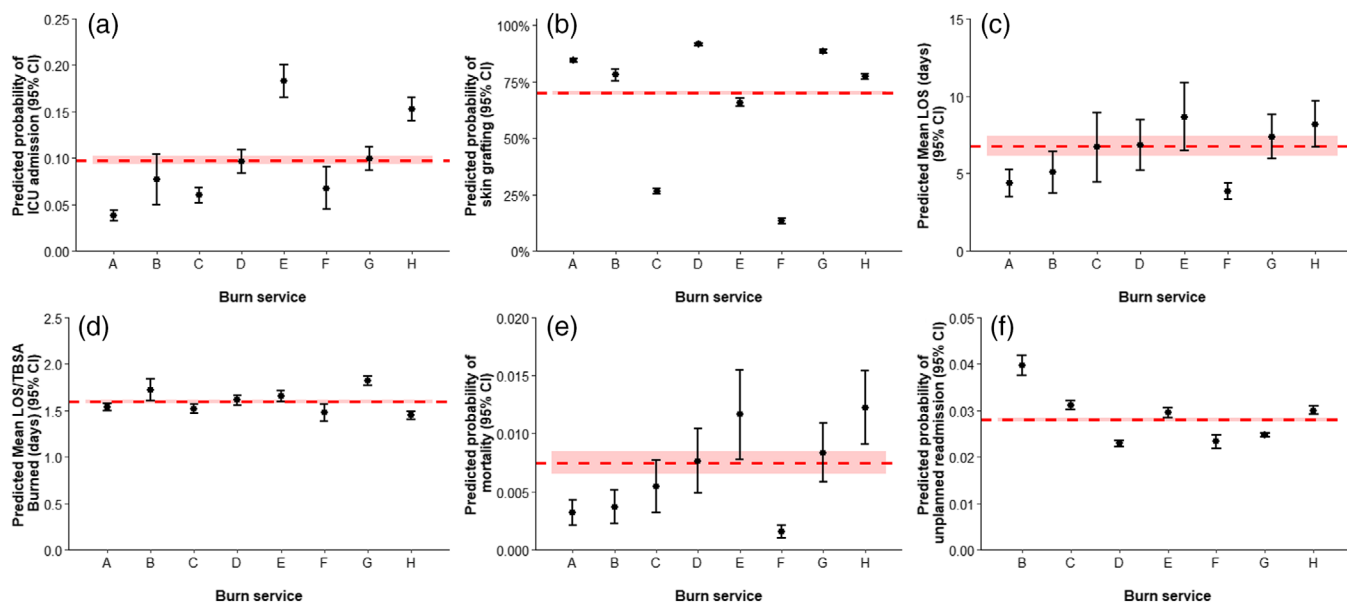 (a)
Predicted probability of
ICU admission (95% CI)
0.25
0.20
0.15
0.10
0.05
0.00
A B C D E F G H
Burn service
(b)
Predicted probability of
skin grafting (95% CI)
100%
75%
50%
25%
0%
A B C D E F G H
Burn service
(c)
Predicted Mean LOS (days)
(95% CI)
15
10
5
0
A B C D E F G H
Burn service
(d)
Predicted Mean LOS/TBSA
Burned (days) (95% CI)
2.5
2.0
1.5
1.0
0.5
0.0
A B C D E F G H
Burn service
(e)
Predicted probability of
mortality (95% CI)
0.020
0.015
0.010
0.005
0.000
A B C D E F G H
Burn service
(f)
Predicted probability of
unplanned readmission (95% CI)
0.05
0.04
0.03
0.02
0.01
0.00
B C D E F G H
Burn service